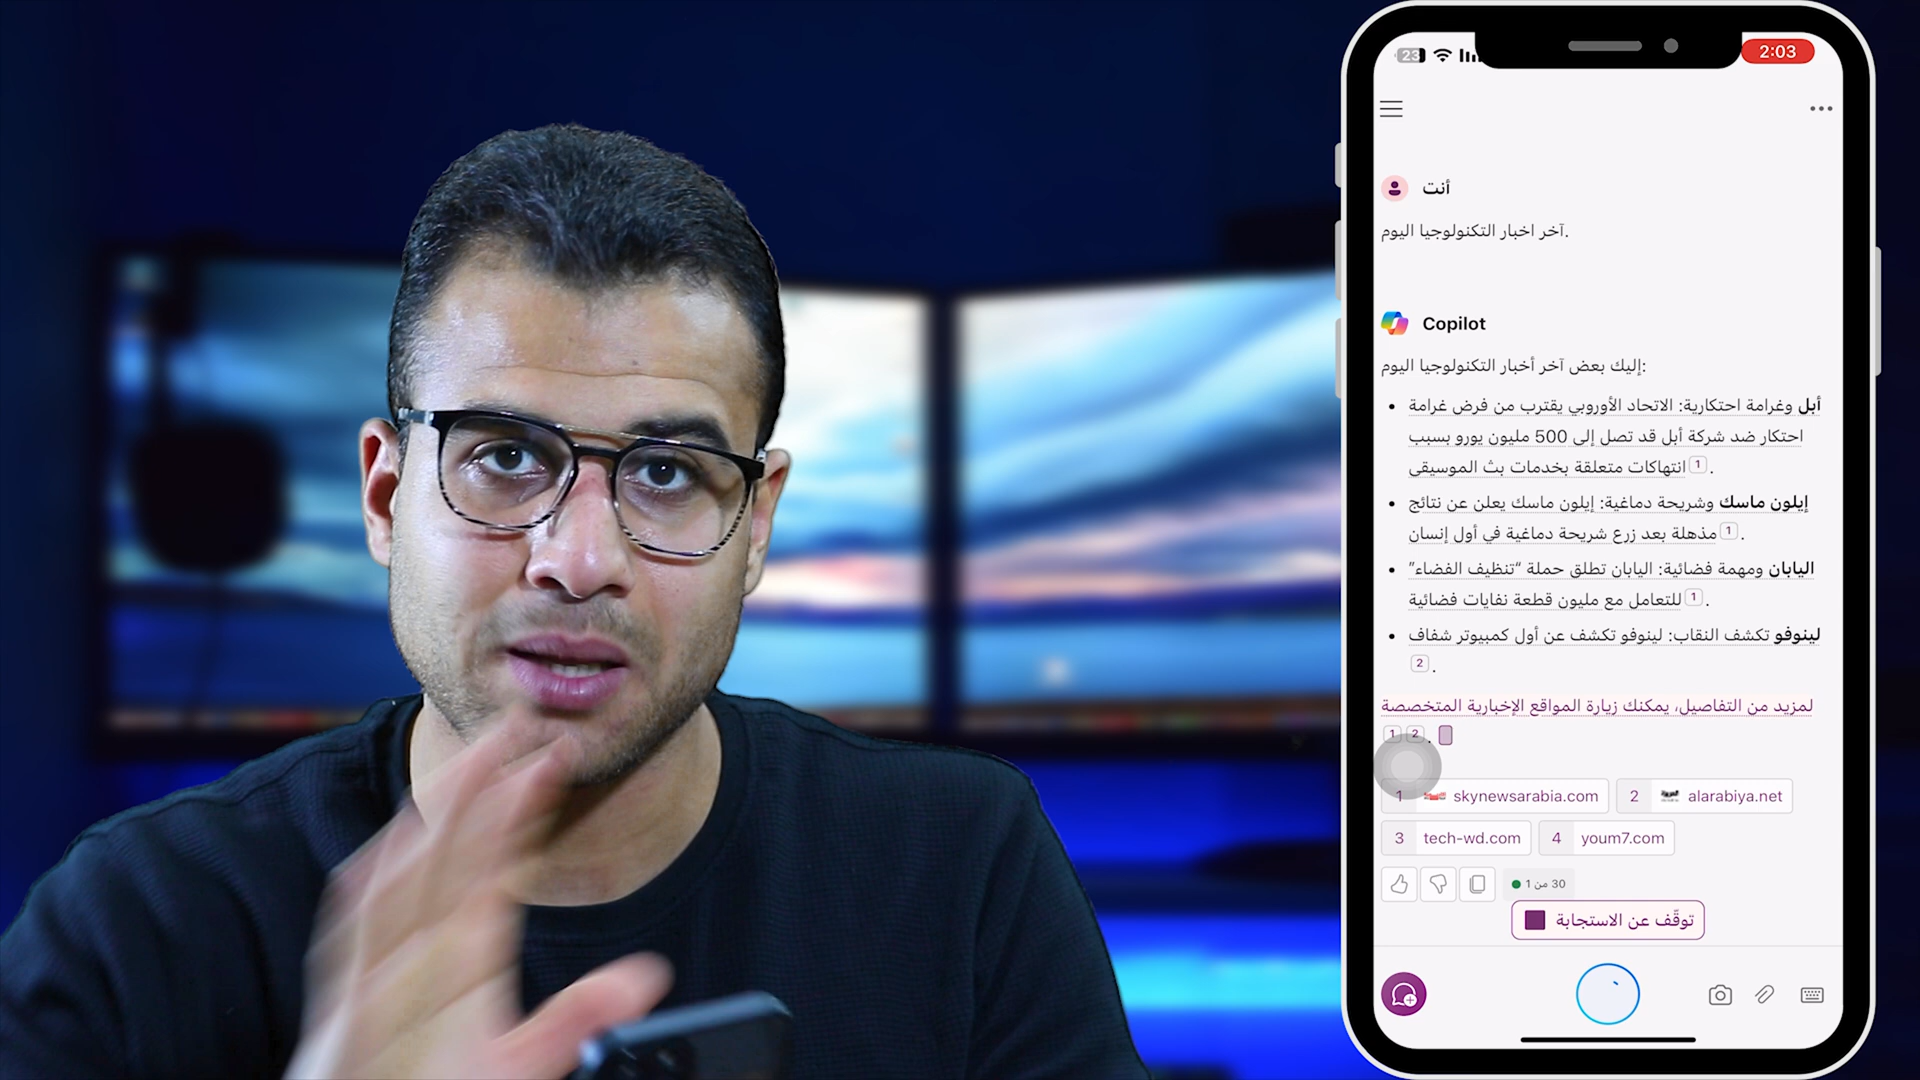 23
2:03
أنت
آخر اخبار التكنولوجيا اليوم.
Copilot
إليك بعض آخر أخبار التكنولوجيا اليوم:
أبل وغرامة احتكارية: الاتحاد الأوروبي يقترب من فرض غرامة
احتكار ضد شركة أبل قد تصل إلى 500 مليون يورو بسبب
انتهاكات متعلقة بخدمات بث الموسيقى 1 .
إيلون ماسك وشريحة دماغية: إيلون ماسك يعلن عن نتائج
مذهلة بعد زرع شريحة دماغية في أول إنسان 1 .
اليابان ومهمة فضائية: اليابان تطلق حملة “تنظيف الفضاء”
للتعامل مع مليون قطعة نفايات فضائية 1 .
لينوفو تكشف النقاب: لينوفو تكشف عن أول كمبيوتر شفاف
2 .
لمزيد من التفاصيل، يمكنك زيارة المواقع الإخبارية المتخصصة
1 2 .
1 skynewsarabia.com 2 alarabiya.net
3 tech-wd.com 4 youm7.com
1 من 30
توقَف عن الاستجابة